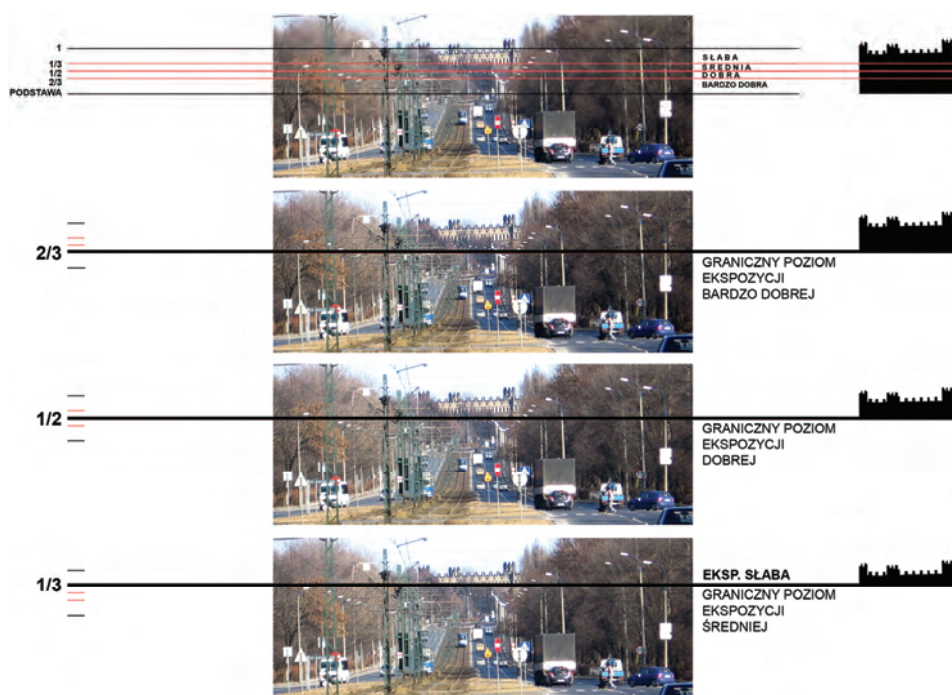 1
1/3
1/2
2/3
PODSTAWA
SŁABA
ŚREDNIA
DOBRA
BARDZO DOBRA
2/3
GRANICZNY POZIOM
EKSPOZYCJI
BARDZO DOBREJ
1/2
GRANICZNY POZIOM
EKSPOZYCJI
DOBREJ
1/3
EKSP. SŁABA
GRANICZNY POZIOM
EKSPOZYCJI
ŚREDNIEJ